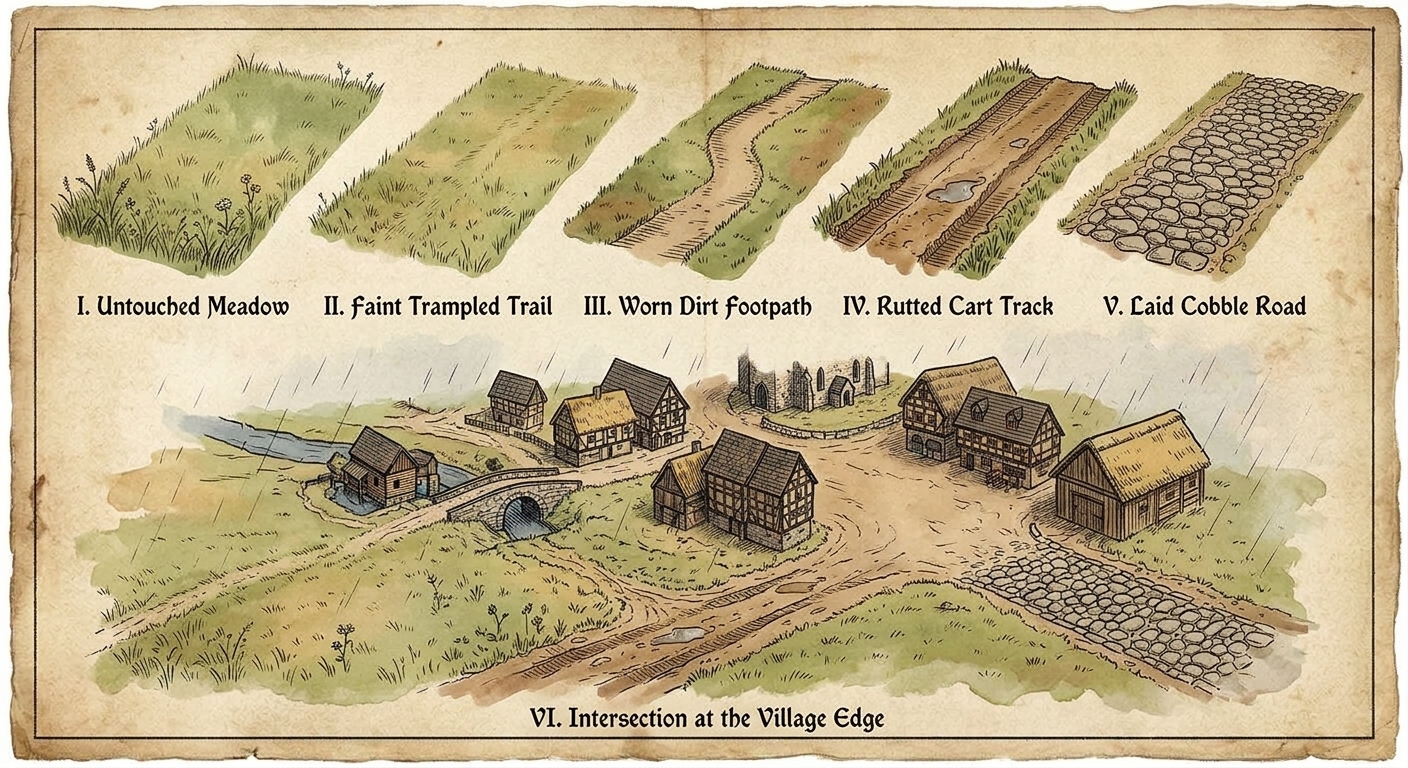 I. Untouched Meadow
II. Faint Trampled Trail
III. Worn Dirt Footpath
IV. Rutted Cart Track
V. Laid Cobble Road
VI. Intersection at the Village Edge